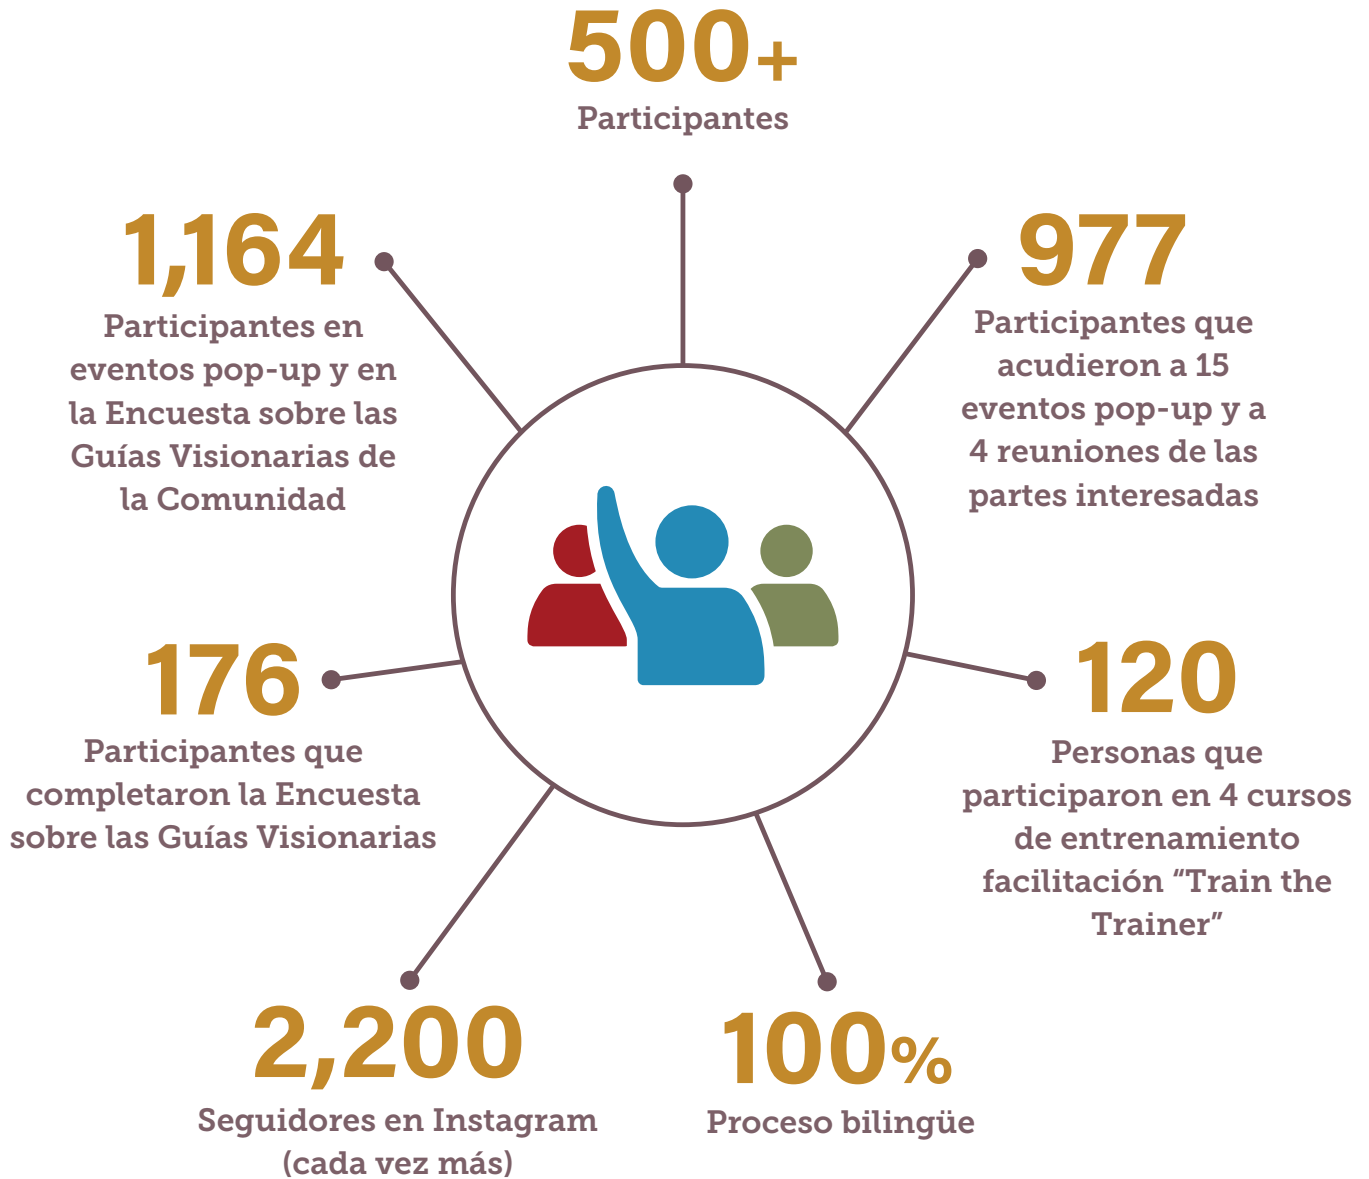 500+
Participantes
1,164
Participantes en
eventos pop-up y en
la Encuesta sobre las
Guías Visionarias de
la Comunidad
977
Participantes que
acudieron a 15
eventos pop-up y a
4 reuniones de las
partes interesadas
176
Participantes que
completaron la Encuesta
sobre las Guías Visionarias
120
Personas que
participaron en 4 cursos
de entrenamiento
facilitación “Train the
Trainer”
2,200
Seguidores en Instagram
(cada vez más)
100%
Proceso bilingüe